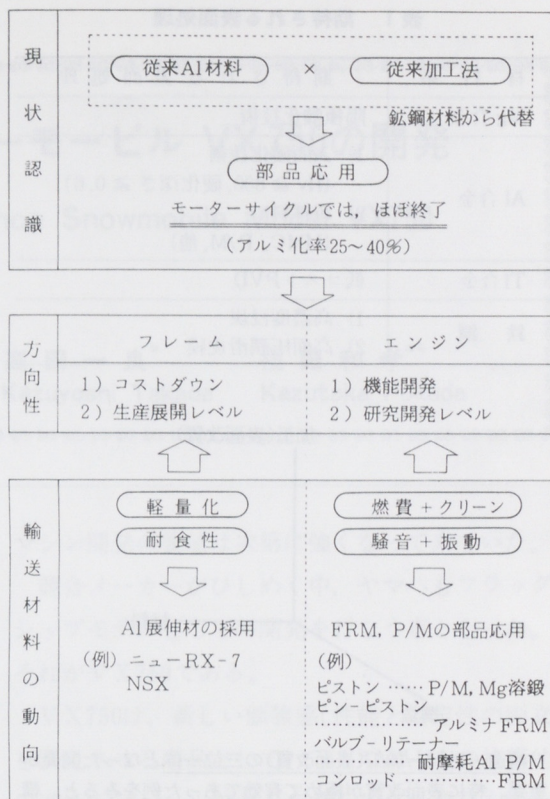 現状認識
従来Al材料 × 従来加工法
鉱鋼材料から代替
部品応用
モーターサイクルでは，ほぼ終了
（アルミ化率25～40％）
方向性
フレーム
1）コストダウン
2）生産展開レベル
エンジン
1）機能開発
2）研究開発レベル
輸送材料の動向
軽量化
耐食性
Al展伸材の採用
（例）ニューRX-7
NSX
燃費＋クリーン
騒音・振動
FRM, P/Mの部品応用
（例）
ピストン …… P/M, Mg溶鍛
ピン-ピストン
……………… アルミナFRM
バルブ-リテーナー
耐摩耗Al P/M
コンロッド ……………FRM